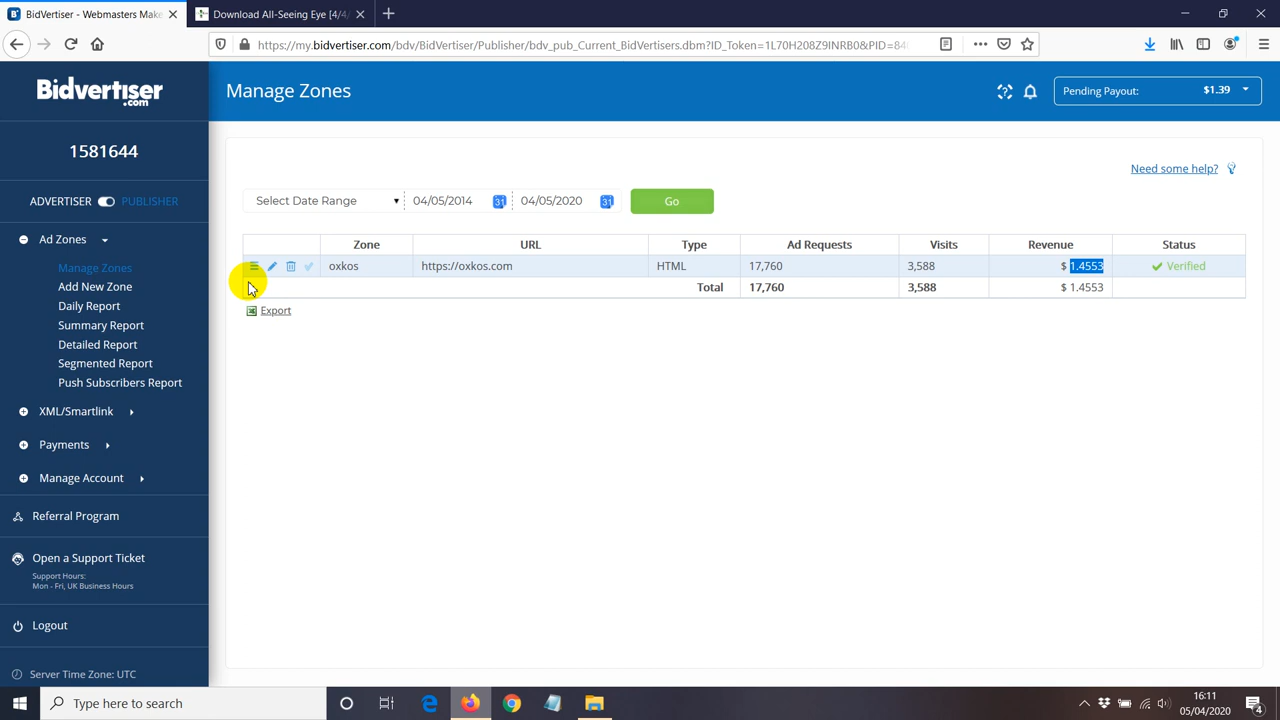 BidVertiser - Webmasters Make
Download All-Seeing Eye [4/4/
https://my.bidvertiser.com/bdv/BidVertiser/Publisher/bdv_pub_Current_BidVertisers.dbm?ID_Token=1L70H208Z9INRB0&PID=84
Bidvertiser
.com
Manage Zones
Pending Payout: $1.39
1581644
Need some help?
ADVERTISER PUBLISHER
Select Date Range 04/05/2014 31 04/05/2020 31 Go
Ad Zones
Manage Zones
Add New Zone
Daily Report
Summary Report
Detailed Report
Segmented Report
Push Subscribers Report
XML/Smartlink
Payments
Manage Account
Referral Program
Open a Support Ticket
Support Hours:
Mon - Fri, UK Business Hours
Logout
Server Time Zone: UTC
Zone URL Type Ad Requests Visits Revenue Status
oxkos https://oxkos.com HTML 17,760 3,588 $ 1.4553 Verified
Total 17,760 3,588 $ 1.4553
Export
Type here to search
16:11
05/04/2020
4